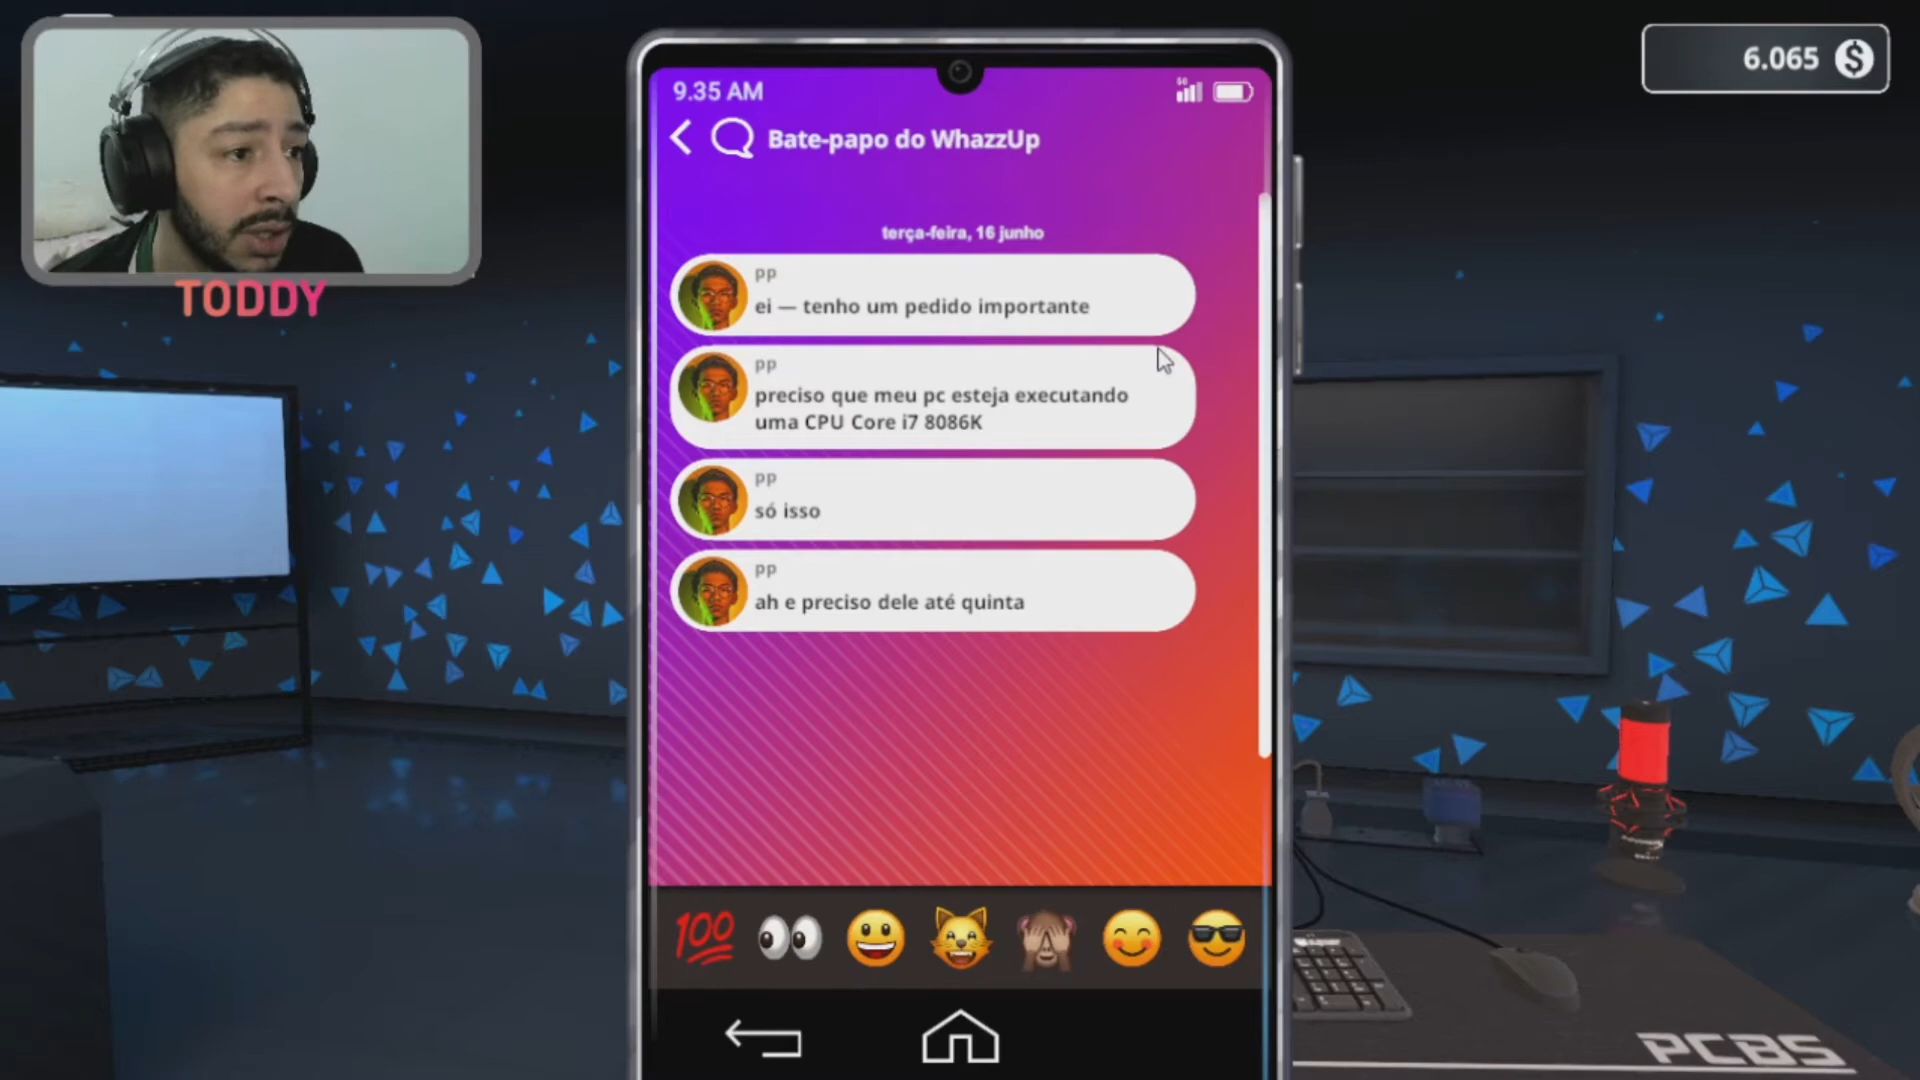 TODDY
6.065
9.35 AM
Bate-papo do WhazzUp
terça-feira, 16 junho
pp
ei — tenho um pedido importante
pp
preciso que meu pc esteja executando
uma CPU Core i7 8086K
pp
só isso
pp
ah e preciso dele até quinta
100
PCBS